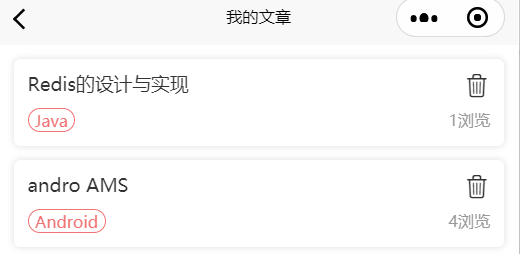 我的文章
Redis的设计与实现
Java
1浏览
andro AMS
Android
4浏览